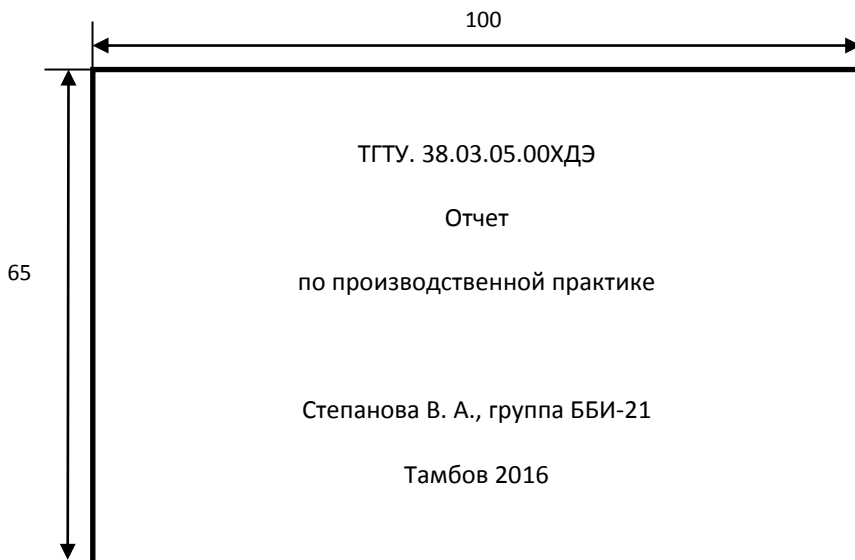 100
65
ТГТУ. 38.03.05.00ХДЭ
Отчет
по производственной практике
Степанова В. А., группа ББИ-21
Тамбов 2016